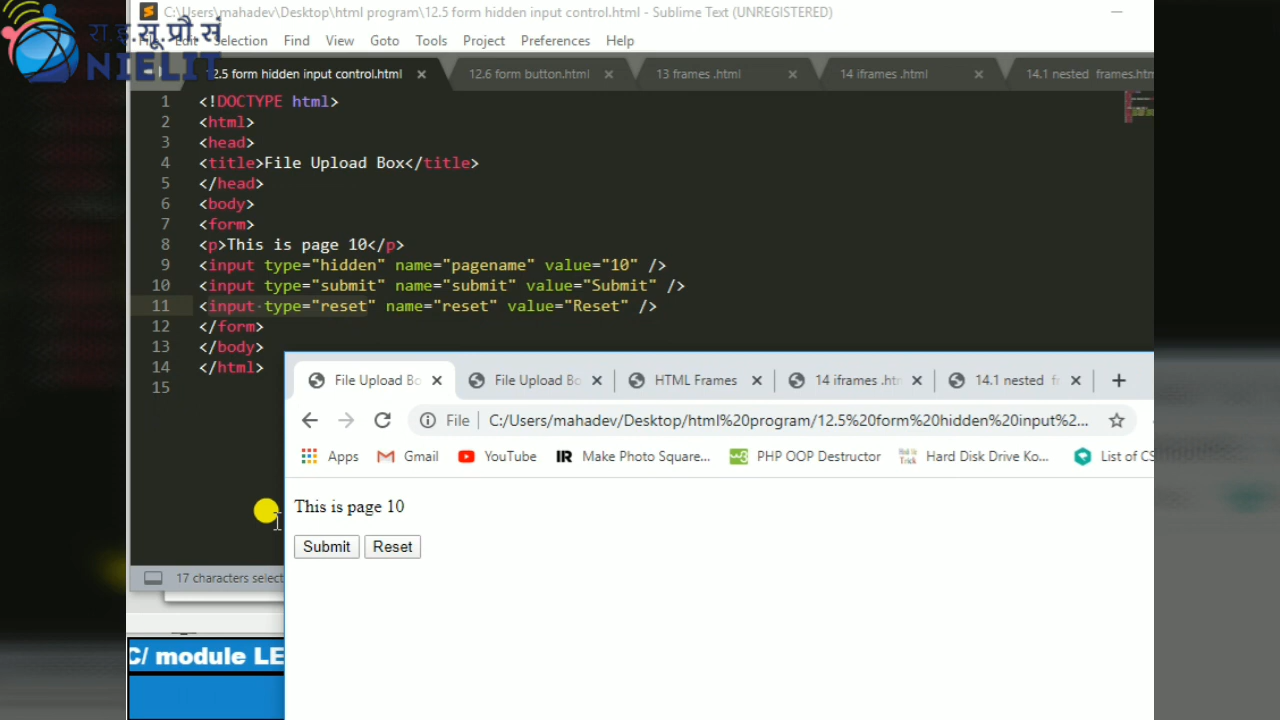 रा.इ.सू.प्रौ.सं
NIELIT
C:\Users\mahadev\Desktop\html program\12.5 form hidden input control.html - Sublime Text (UNREGISTERED)
File Edit Selection Find View Goto Tools Project Preferences Help
12.5 form hidden input control.html × 12.6 form button.html × 13 frames .html × 14 iframes .html × 14.1 nested frames.htm
1 <!DOCTYPE html>
2 <html>
3 <head>
4 <title>File Upload Box</title>
5 </head>
6 <body>
7 <form>
8 <p>This is page 10</p>
9 <input type="hidden" name="pagename" value="10" />
10 <input type="submit" name="submit" value="Submit" />
11 <input type="reset" name="reset" value="Reset" />
12 </form>
13 </body>
14 </html>
15
File Upload Bo × File Upload Bo × HTML Frames × 14 iframes .htm × 14.1 nested fr × +
File | C:/Users/mahadev/Desktop/html%20program/12.5%20form%20hidden%20input%2...
Apps Gmail YouTube IR Make Photo Square... PHP OOP Destructor Hard Disk Drive Ko... List of CS
This is page 10
Submit Reset
17 characters select
C/ module LE